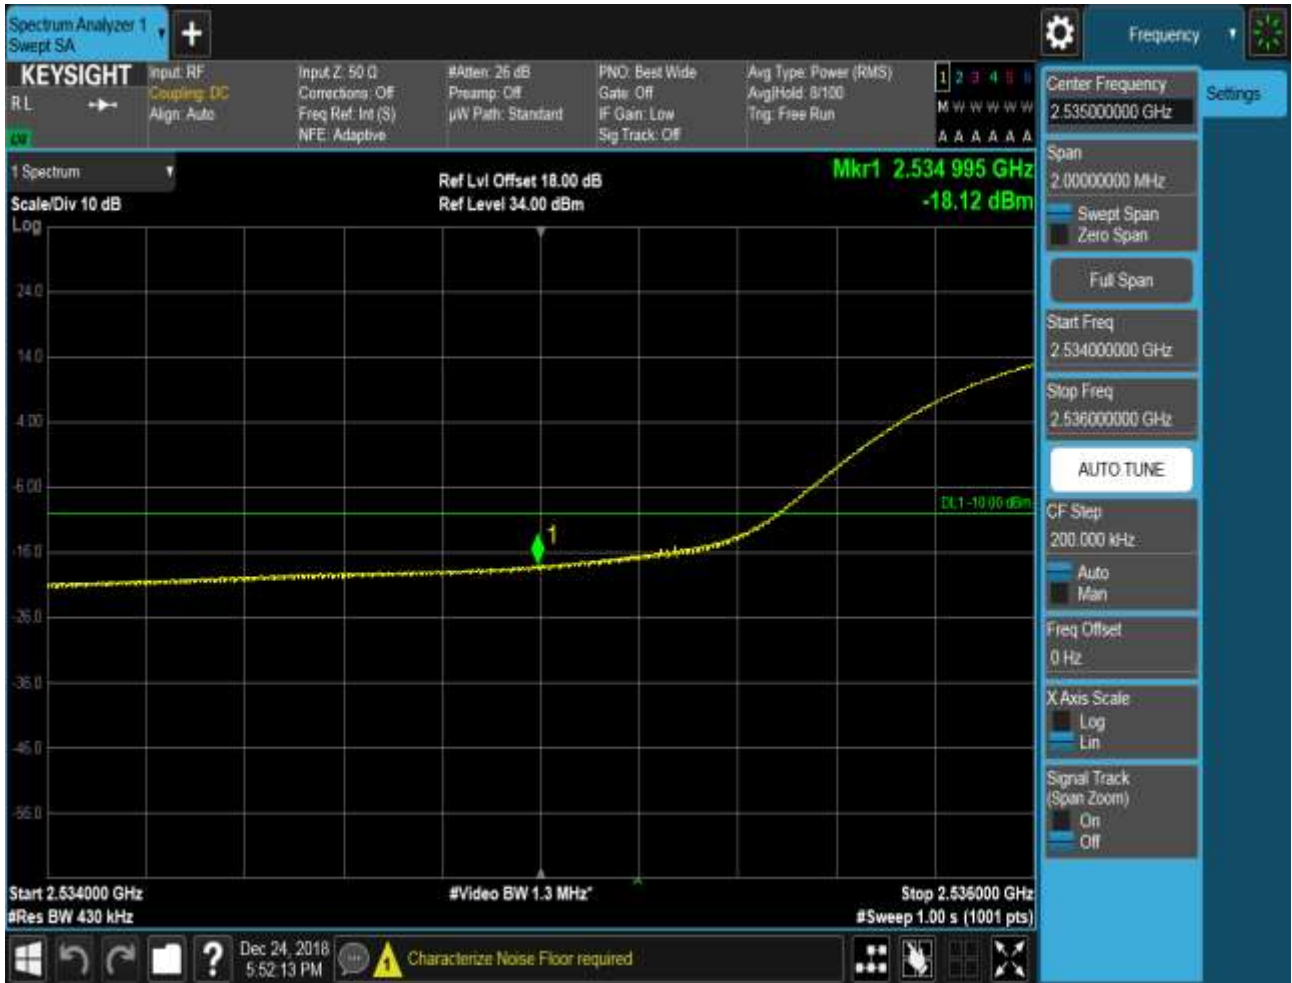 Spectrum Analyzer 1
Swept SA
+
Frequency
KEYSIGHT
RL
Input: RF
Coupling: DC
Align: Auto
Input Z: 50 Ω
Corrections: Off
Freq Ref: Int (S)
NFE: Adaptive
#Atten: 26 dB
Preamp: Off
µW Path: Standard
PNO: Best Wide
Gate: Off
IF Gain: Low
Sig Track: Off
Avg Type: Power (RMS)
Avg|Hold: 8/100
Trig: Free Run
1 2 3 4 5 6
M W W W W W
A A A A A A
1 Spectrum
Scale/Div 10 dB
Log
Ref Lvl Offset 18.00 dB
Ref Level 34.00 dBm
Mkr1 2.534 995 GHz
-18.12 dBm
24.0
14.0
4.00
-6.00
-16.0
-26.0
-36.0
-46.0
-56.0
DL1 -10.00 dBm
1
Start 2.534000 GHz
#Res BW 430 kHz
#Video BW 1.3 MHz*
Stop 2.536000 GHz
#Sweep 1.00 s (1001 pts)
Center Frequency
2.535000000 GHz
Settings
Span
2.00000000 MHz
Swept Span
Zero Span
Full Span
Start Freq
2.534000000 GHz
Stop Freq
2.536000000 GHz
AUTO TUNE
CF Step
200.000 kHz
Auto
Man
Freq Offset
0 Hz
X Axis Scale
Log
Lin
Signal Track
(Span Zoom)
On
Off
?
Dec 24, 2018
5:52:13 PM
1
Characterize Noise Floor required